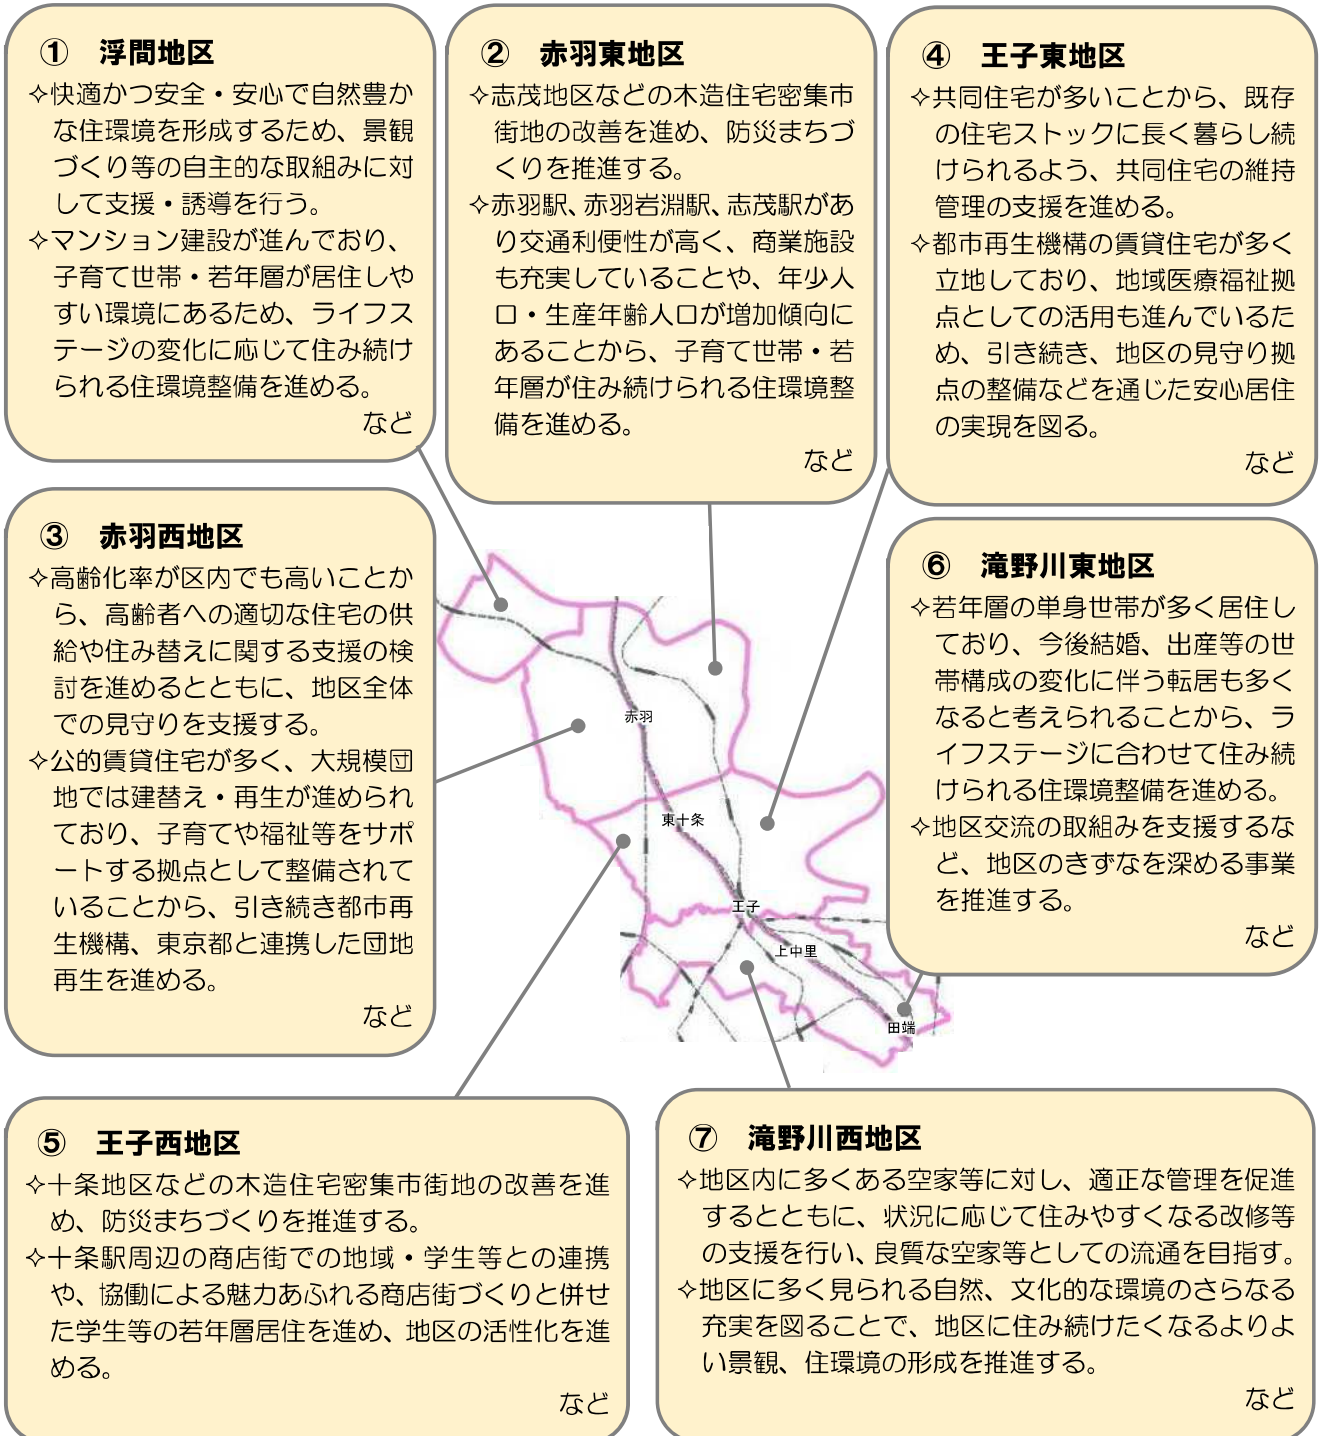 ① 浮間地区
✧快適かつ安全・安心で自然豊か
な住環境を形成するため、景観
づくり等の自主的な取組みに対
して支援・誘導を行う。
✧マンション建設が進んでおり、
子育て世帯・若年層が居住しや
すい環境にあるため、ライフス
テージの変化に応じて住み続け
られる住環境整備を進める。
など
② 赤羽東地区
✧志茂地区などの木造住宅密集市
街地の改善を進め、防災まちづ
くりを推進する。
✧赤羽駅、赤羽岩淵駅、志茂駅があ
り交通利便性が高く、商業施設
も充実していることや、年少人
口・生産年齢人口が増加傾向に
あることから、子育て世帯・若
年層が住み続けられる住環境整
備を進める。
など
④ 王子東地区
✧共同住宅が多いことから、既存
の住宅ストックに長く暮らし続
けられるよう、共同住宅の維持
管理の支援を進める。
✧都市再生機構の賃貸住宅が多く
立地しており、地域医療福祉拠
点としての活用も進んでいるた
め、引き続き、地区の見守り拠
点の整備などを通じた安心居住
の実現を図る。
など
③ 赤羽西地区
✧高齢化率が区内でも高いことか
ら、高齢者への適切な住宅の供
給や住み替えに関する支援の検
討を進めるとともに、地区全体
での見守りを支援する。
✧公的賃貸住宅が多く、大規模団
地では建替え・再生が進められ
ており、子育てや福祉等をサポ
ートする拠点として整備されて
いることから、引き続き都市再
生機構、東京都と連携した団地
再生を進める。
など
⑥ 滝野川東地区
✧若年層の単身世帯が多く居住し
ており、今後結婚、出産等の世
帯構成の変化に伴う転居も多く
なると考えられることから、ラ
イフステージに合わせて住み続
けられる住環境整備を進める。
✧地区交流の取組みを支援するな
ど、地区のきずなを深める事業
を推進する。
など
赤羽
東十条
王子
上中里
田端
⑤ 王子西地区
✧十条地区などの木造住宅密集市街地の改善を進
め、防災まちづくりを推進する。
✧十条駅周辺の商店街での地域・学生等との連携
や、協働による魅力あふれる商店街づくりと併せ
た学生等の若年層居住を進め、地区の活性化を進
める。
など
⑦ 滝野川西地区
✧地区内に多くある空家等に対し、適正な管理を促進
するとともに、状況に応じて住みやすくなる改修等
の支援を行い、良質な空家等としての流通を目指す。
✧地区に多く見られる自然、文化的な環境のさらなる
充実を図ることで、地区に住み続けたくなるよりよ
い景観、住環境の形成を推進する。
など